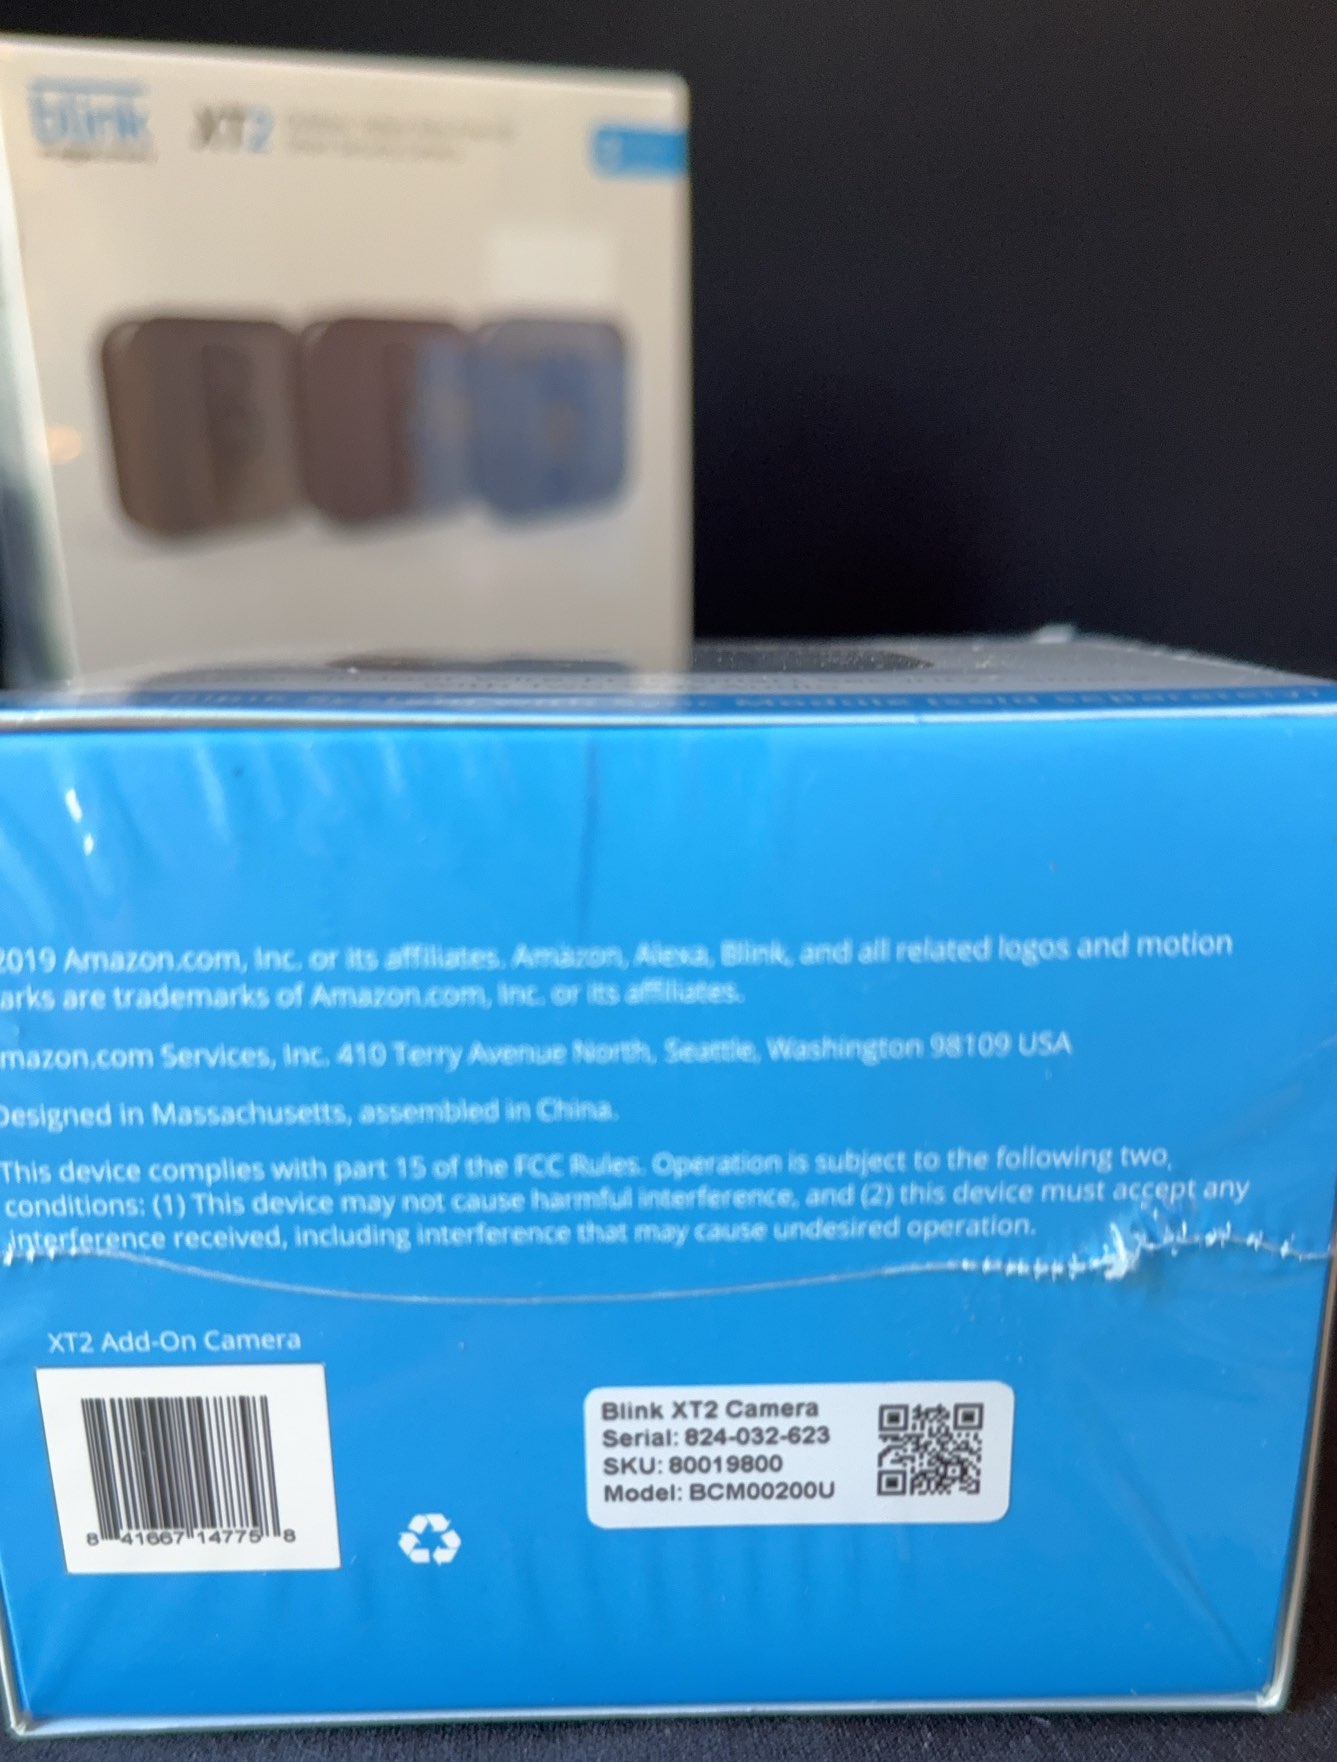 blink XT2
2019 Amazon.com, Inc. or its affiliates. Amazon, Alexa, Blink, and all related logos and motion
arks are trademarks of Amazon.com, Inc. or its affiliates.
mazon.com Services, Inc. 410 Terry Avenue North, Seattle, Washington 98109 USA
Designed in Massachusetts, assembled in China.
This device complies with part 15 of the FCC Rules. Operation is subject to the following two
conditions: (1) This device may not cause harmful interference, and (2) this device must accept any
interference received, including interference that may cause undesired operation.
XT2 Add-On Camera
8 41667 14775 8
Blink XT2 Camera
Serial: 824-032-623
SKU: 80019800
Model: BCM00200U